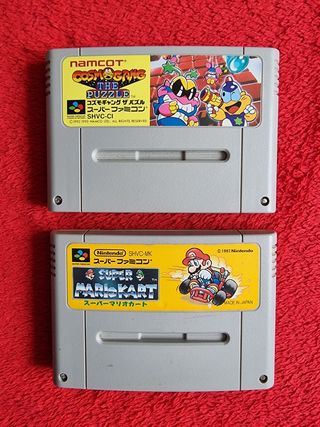 namcot
COSMO GANG
THE
PUZZLE
コズモギャング ザ パズル
スーパーファミコン
SHVC-CI
Nintendo SHVC-MK
スーパーファミコン
© 1992 Nintendo
SUPER
MARIOKART
スーパーマリオカート
MADE IN JAPAN